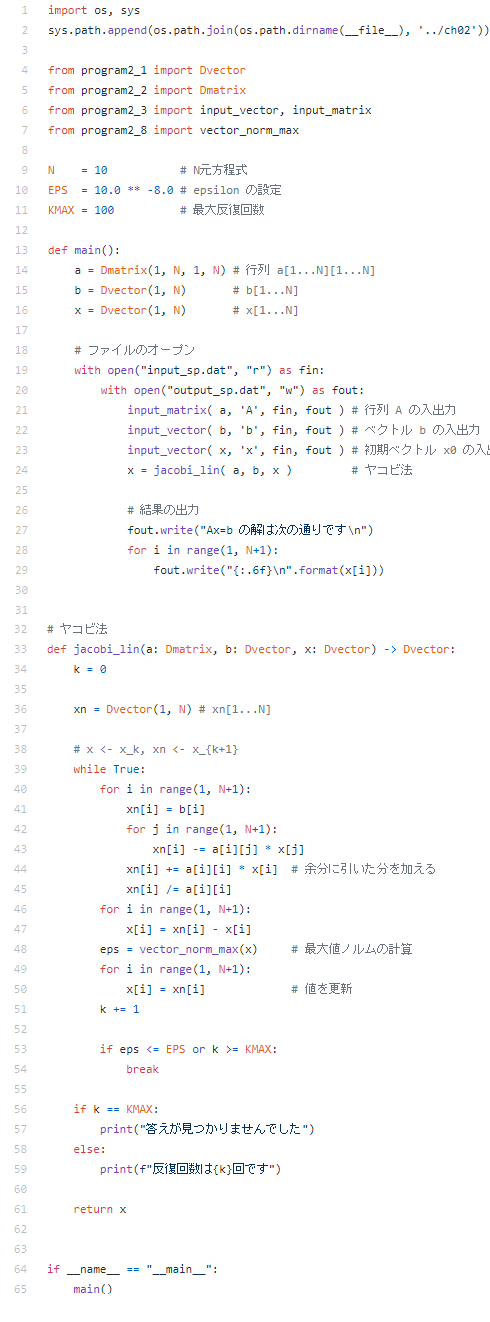 1 import os, sys
2 sys.path.append(os.path.join(os.path.dirname(__file__), '../ch02'))
3
4 from program2_1 import Dvector
5 from program2_2 import Dmatrix
6 from program2_3 import input_vector, input_matrix
7 from program2_8 import vector_norm_max
8
9 N    = 10           # N元方程式
10 EPS  = 10.0 ** -8.0 # epsilon の設定
11 KMAX = 100          # 最大反復回数
12
13 def main():
14     a = Dmatrix(1, N, 1, N) # 行列 a[1...N][1...N]
15     b = Dvector(1, N)       # b[1...N]
16     x = Dvector(1, N)       # x[1...N]
17
18     # ファイルのオープン
19     with open("input_sp.dat", "r") as fin:
20         with open("output_sp.dat", "w") as fout:
21             input_matrix( a, 'A', fin, fout ) # 行列 A の入出力
22             input_vector( b, 'b', fin, fout ) # ベクトル b の入出力
23             input_vector( x, 'x', fin, fout ) # 初期ベクトル x0 の入
24             x = jacobi_lin( a, b, x )         # ヤコビ法
25
26             # 結果の出力
27             fout.write("Ax=b の解は次の通りです\n")
28             for i in range(1, N+1):
29                 fout.write("{:.6f}\n".format(x[i]))
30
31
32 # ヤコビ法
33 def jacobi_lin(a: Dmatrix, b: Dvector, x: Dvector) -> Dvector:
34     k = 0
35
36     xn = Dvector(1, N) # xn[1...N]
37
38     # x <- x_k, xn <- x_{k+1}
39     while True:
40         for i in range(1, N+1):
41             xn[i] = b[i]
42             for j in range(1, N+1):
43                 xn[i] -= a[i][j] * x[j]
44             xn[i] += a[i][i] * x[i]  # 余分に引いた分を加える
45             xn[i] /= a[i][i]
46         for i in range(1, N+1):
47             x[i] = xn[i] - x[i]
48         eps = vector_norm_max(x)     # 最大値ノルムの計算
49         for i in range(1, N+1):
50             x[i] = xn[i]             # 値を更新
51         k += 1
52
53         if eps <= EPS or k >= KMAX:
54             break
55
56     if k == KMAX:
57         print("答えが見つかりませんでした")
58     else:
59         print(f"反復回数は{k}回です")
60
61     return x
62
63
64 if __name__ == "__main__":
65     main()